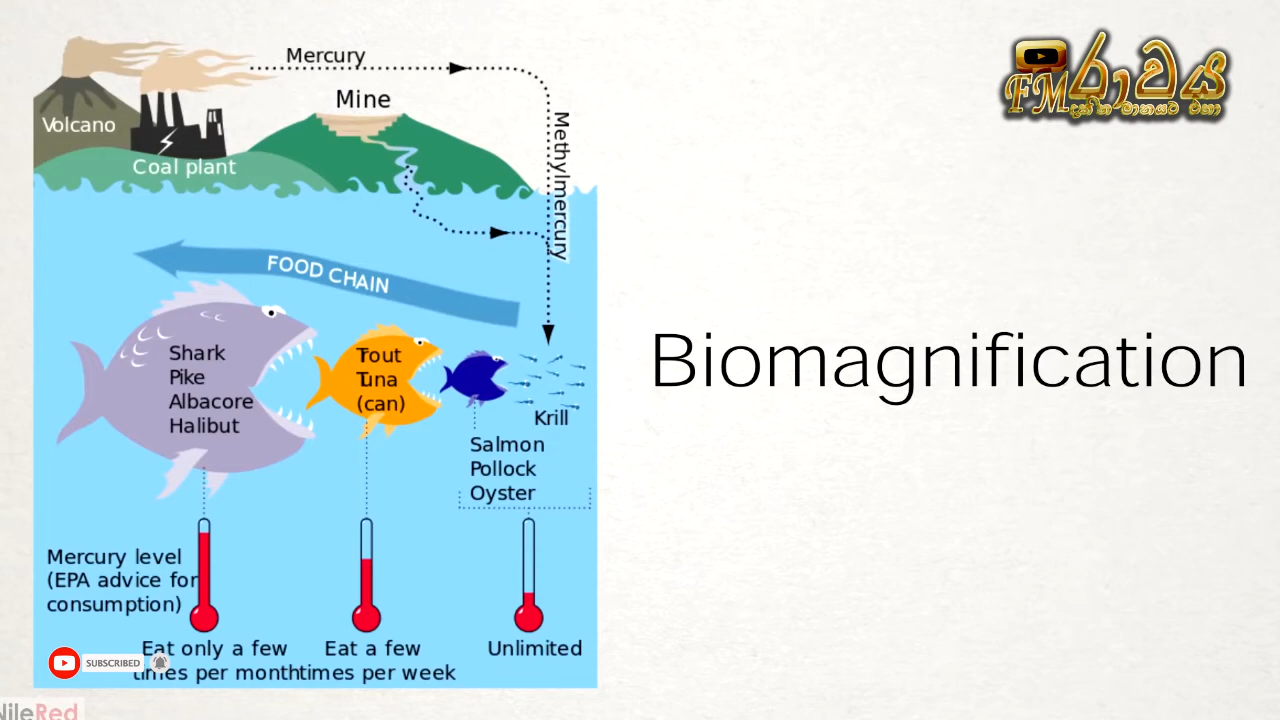 Mercury
Mine
Volcano
Coal plant
Methylmercury
FOOD CHAIN
Shark
Pike
Albacore
Halibut
Tout
Tuna
(can)
Krill
Salmon
Pollock
Oyster
Mercury level
(EPA advice for
consumption)
Eat only a few
times per month
Eat a few
times per week
Unlimited
Biomagnification
FM
රාවය
SUBSCRIBED
NileRed